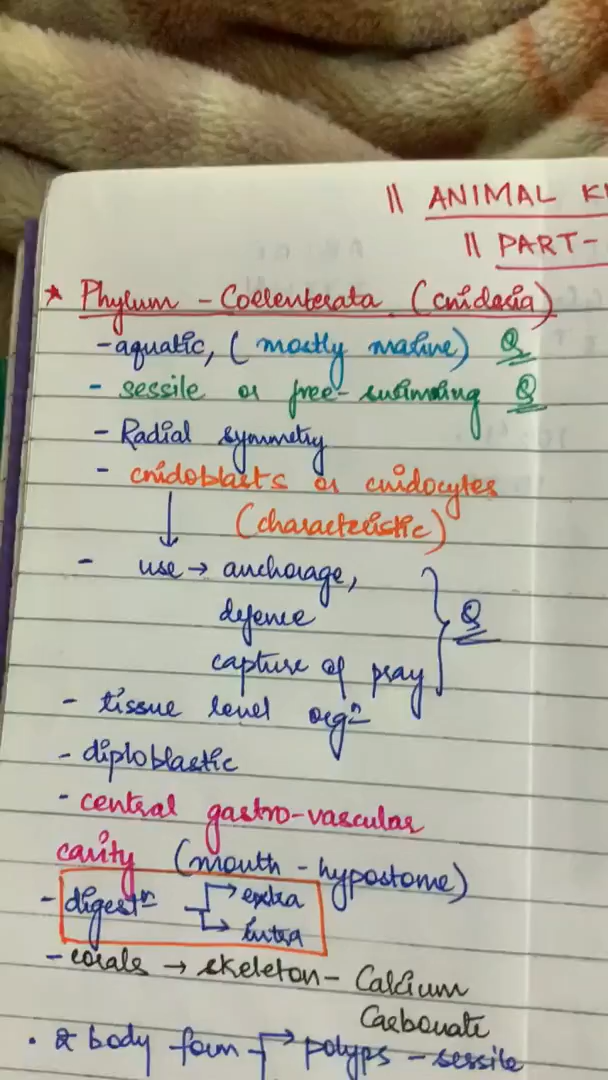 || ANIMAL K
|| PART-
* Phylum - Coelenterata (cnidaria)
-aquatic, (mostly marine) Q
- sessile or free-swimming Q
- Radial symmetry
- cnidoblasts or cnidocytes
(characteristic)
- use → anchorage,
defence
capture of pray
Q
- tissue level orgⁿ
- diploblastic
- central gastro-vascular
cavity (mouth - hypostome)
- digestⁿ → extra
→ intra
- corals → skeleton - Calcium
Carbonate
. 2 body form → polyps - sessile